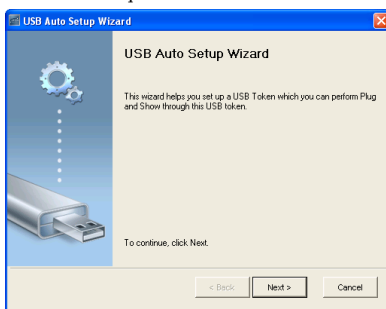 USB Auto Setup Wizard
USB Auto Setup Wizard
This wizard helps you set up a USB Token which you can perform Plug
and Show through this USB token.
To continue, click Next.
< Back Next > Cancel